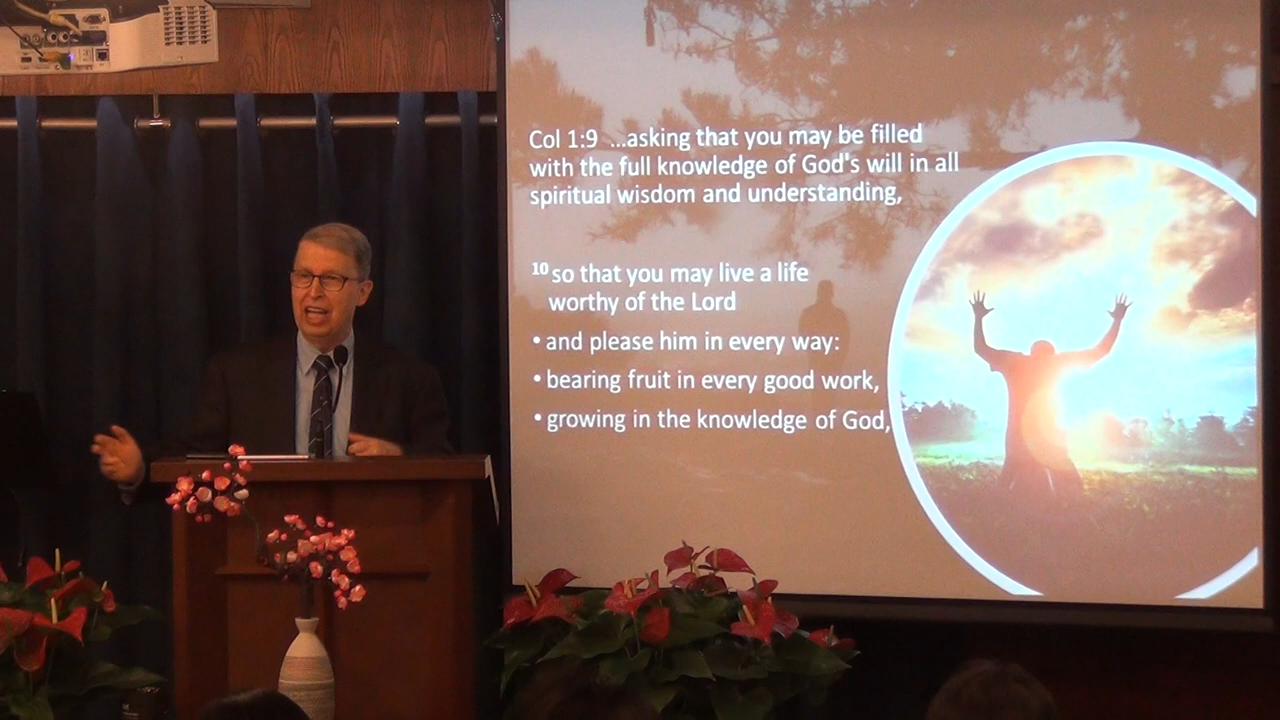 Col 1:9 ...asking that you may be filled
with the full knowledge of God's will in all
spiritual wisdom and understanding,
10 so that you may live a life
worthy of the Lord
• and please him in every way:
• bearing fruit in every good work,
• growing in the knowledge of God,